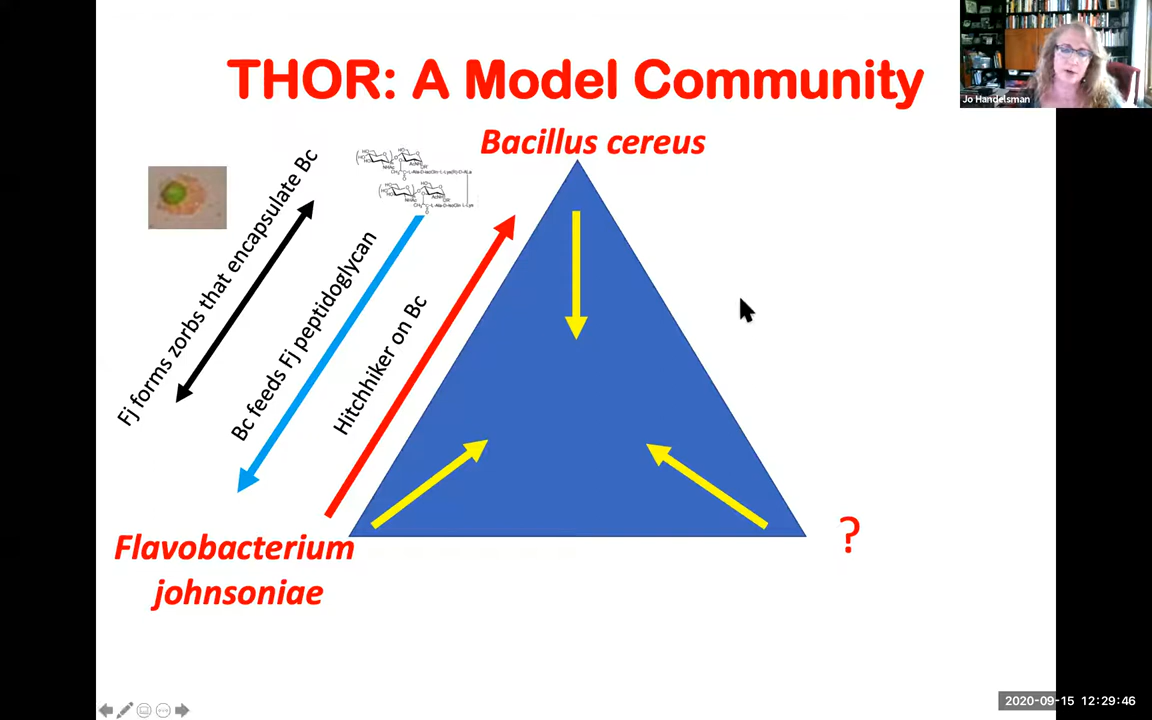 THOR: A Model Community
Jo Handelsman
Bacillus cereus
Fj forms zorbs that encapsulate Bc
Bc feeds Fj peptidoglycan
Hitchhiker on Bc
Flavobacterium
johnsoniae
?
2020-09-15 12:29:46